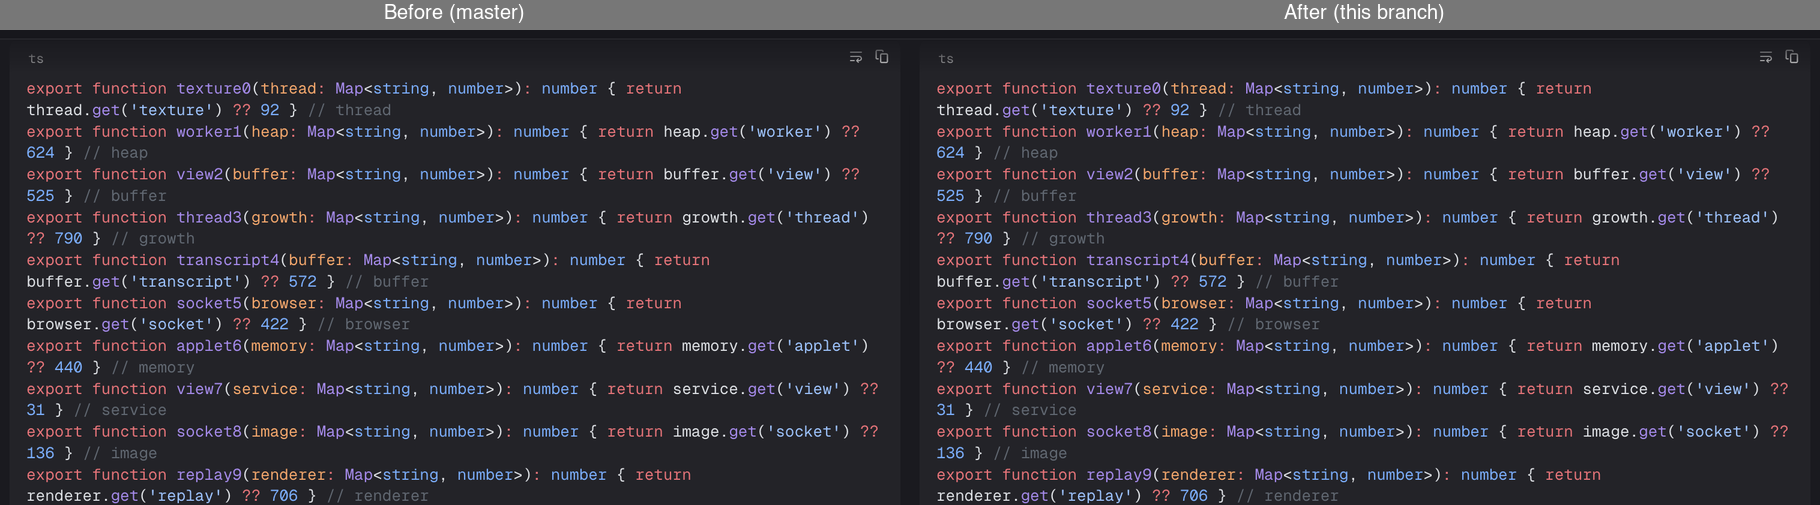 Before (master)
ts
export function texture0(thread: Map<string, number>): number { return
thread.get('texture') ?? 92 } // thread
export function worker1(heap: Map<string, number>): number { return heap.get('worker') ??
624 } // heap
export function view2(buffer: Map<string, number>): number { return buffer.get('view') ??
525 } // buffer
export function thread3(growth: Map<string, number>): number { return growth.get('thread')
?? 790 } // growth
export function transcript4(buffer: Map<string, number>): number { return
buffer.get('transcript') ?? 572 } // buffer
export function socket5(browser: Map<string, number>): number { return
browser.get('socket') ?? 422 } // browser
export function applet6(memory: Map<string, number>): number { return memory.get('applet')
?? 440 } // memory
export function view7(service: Map<string, number>): number { return service.get('view') ??
31 } // service
export function socket8(image: Map<string, number>): number { return image.get('socket') ??
136 } // image
export function replay9(renderer: Map<string, number>): number { return
renderer.get('replay') ?? 706 } // renderer
After (this branch)
ts
export function texture0(thread: Map<string, number>): number { return
thread.get('texture') ?? 92 } // thread
export function worker1(heap: Map<string, number>): number { return heap.get('worker') ??
624 } // heap
export function view2(buffer: Map<string, number>): number { return buffer.get('view') ??
525 } // buffer
export function thread3(growth: Map<string, number>): number { return growth.get('thread')
?? 790 } // growth
export function transcript4(buffer: Map<string, number>): number { return
buffer.get('transcript') ?? 572 } // buffer
export function socket5(browser: Map<string, number>): number { return
browser.get('socket') ?? 422 } // browser
export function applet6(memory: Map<string, number>): number { return memory.get('applet')
?? 440 } // memory
export function view7(service: Map<string, number>): number { return service.get('view') ??
31 } // service
export function socket8(image: Map<string, number>): number { return image.get('socket') ??
136 } // image
export function replay9(renderer: Map<string, number>): number { return
renderer.get('replay') ?? 706 } // renderer